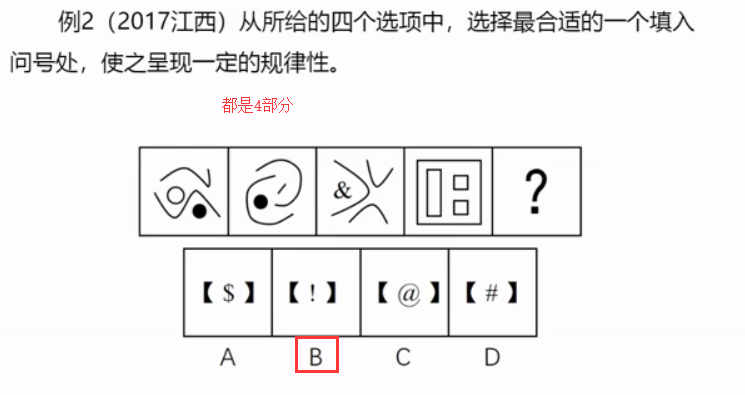 例2（2017江西）从所给的四个选项中，选择最合适的一个填入
问号处，使之呈现一定的规律性。
都是4部分
& ?
【 $ 】 【 ! 】 【 @ 】 【 # 】
A B C D